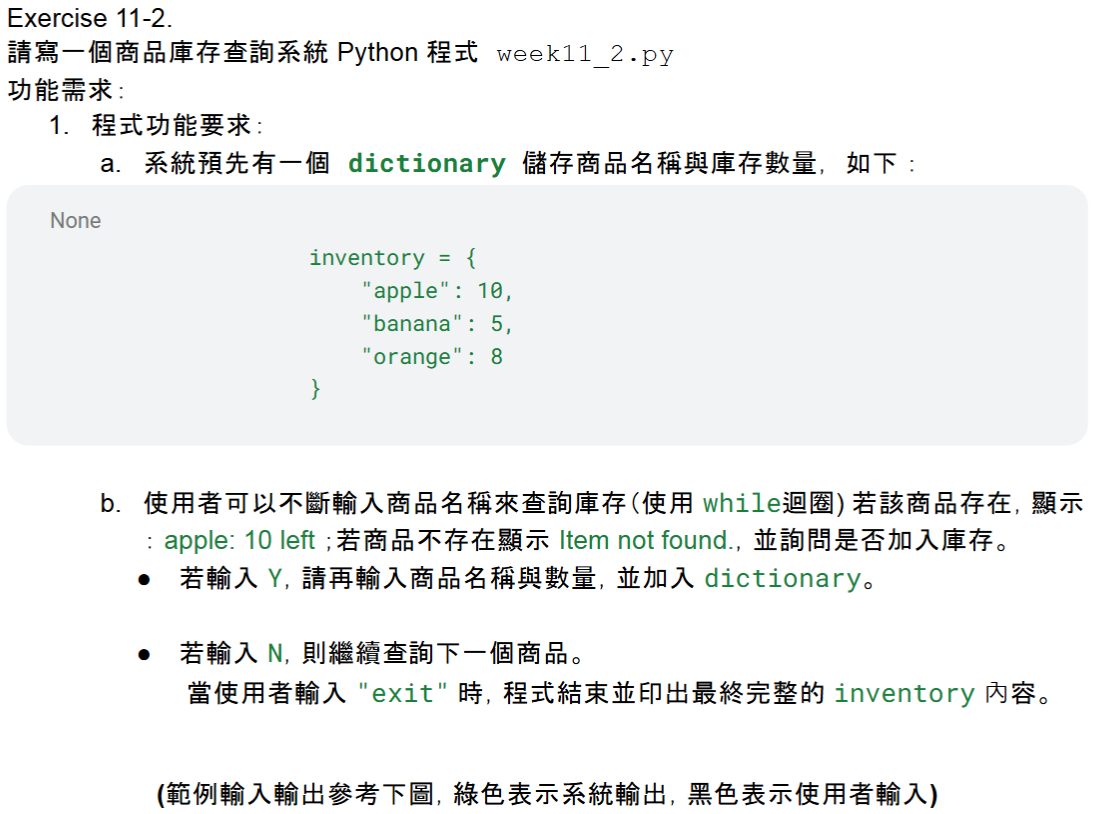 Exercise 11-2.
請寫一個商品庫存查詢系統 Python 程式 week11_2.py
功能需求：
1. 程式功能要求：
a. 系統預先有一個 dictionary 儲存商品名稱與庫存數量, 如下：
None
inventory = {
"apple": 10,
"banana": 5,
"orange": 8
}
b. 使用者可以不斷輸入商品名稱來查詢庫存(使用 while迴圈) 若該商品存在, 顯示
：apple: 10 left ;若商品不存在顯示 Item not found., 並詢問是否加入庫存。
● 若輸入 Y, 請再輸入商品名稱與數量, 並加入 dictionary。
● 若輸入 N, 則繼續查詢下一個商品。
當使用者輸入 "exit" 時, 程式結束並印出最終完整的 inventory 內容。
(範例輸入輸出參考下圖, 綠色表示系統輸出, 黑色表示使用者輸入)